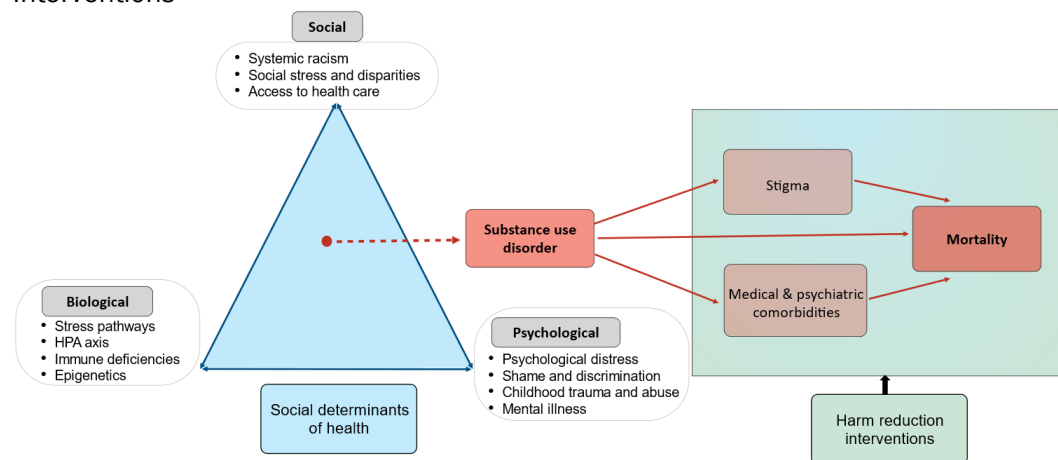 Interventions
Social
• Systemic racism
• Social stress and disparities
• Access to health care
Biological
• Stress pathways
• HPA axis
• Immune deficiencies
• Epigenetics
Psychological
• Psychological distress
• Shame and discrimination
• Childhood trauma and abuse
• Mental illness
Social determinants
of health
Substance use
disorder
Stigma
Medical & psychiatric
comorbidities
Mortality
Harm reduction
interventions